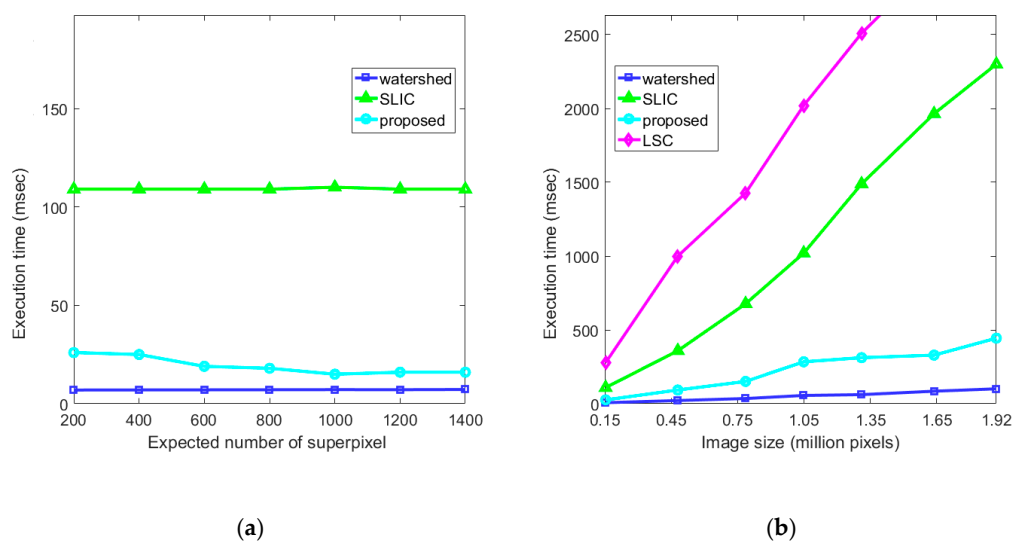 150
100
50
0
200 400 600 800 1000 1200 1400
Execution time (msec)
Expected number of superpixel
watershed
SLIC
proposed
(a)
2500
2000
1500
1000
500
0
0.15 0.45 0.75 1.05 1.35 1.65 1.92
Execution time (msec)
Image size (million pixels)
watershed
SLIC
proposed
LSC
(b)